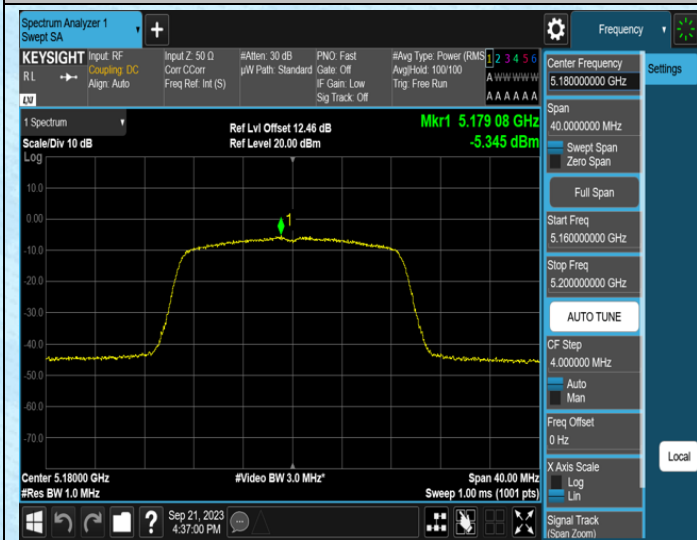 Spectrum Analyzer 1
Swept SA
Frequency
KEYSIGHT
RL
LXI
Input: RF
Coupling: DC
Align: Auto
Input Z: 50 Ω
Corr CCorr
Freq Ref: Int (S)
#Atten: 30 dB
µW Path: Standard
PNO: Fast
Gate: Off
IF Gain: Low
Sig Track: Off
#Avg Type: Power (RMS
Avg|Hold: 100/100
Trig: Free Run
1 2 3 4 5 6
A W W W W W
A A A A A A
1 Spectrum
Scale/Div 10 dB
Log
Ref Lvl Offset 12.46 dB
Ref Level 20.00 dBm
Mkr1 5.179 08 GHz
-5.345 dBm
10.0
0.00
-10.0
-20.0
-30.0
-40.0
-50.0
-60.0
-70.0
1
Center 5.18000 GHz
#Res BW 1.0 MHz
#Video BW 3.0 MHz*
Span 40.00 MHz
Sweep 1.00 ms (1001 pts)
?
Sep 21, 2023
4:37:00 PM
Center Frequency
5.180000000 GHz
Span
40.0000000 MHz
Swept Span
Zero Span
Full Span
Start Freq
5.160000000 GHz
Stop Freq
5.200000000 GHz
AUTO TUNE
CF Step
4.000000 MHz
Auto
Man
Freq Offset
0 Hz
X Axis Scale
Log
Lin
Signal Track
(Span Zoom)
Settings
Local